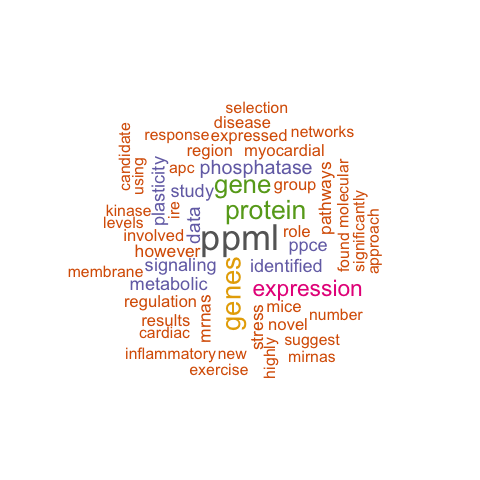 selection
disease
response expressed networks
candidate
using
region myocardial
apc phosphatase
plasticity
study gene group
pathways
found molecular
significantly
approach
kinase
levels
ire
data
protein
involved
ppml role
however
ppce
membrane
signaling
identified
metabolic
genes
expression
regulation
mrnas
stress
mice
results
novel
number
cardiac
suggest
inflammatory new
highly
mirnas
exercise